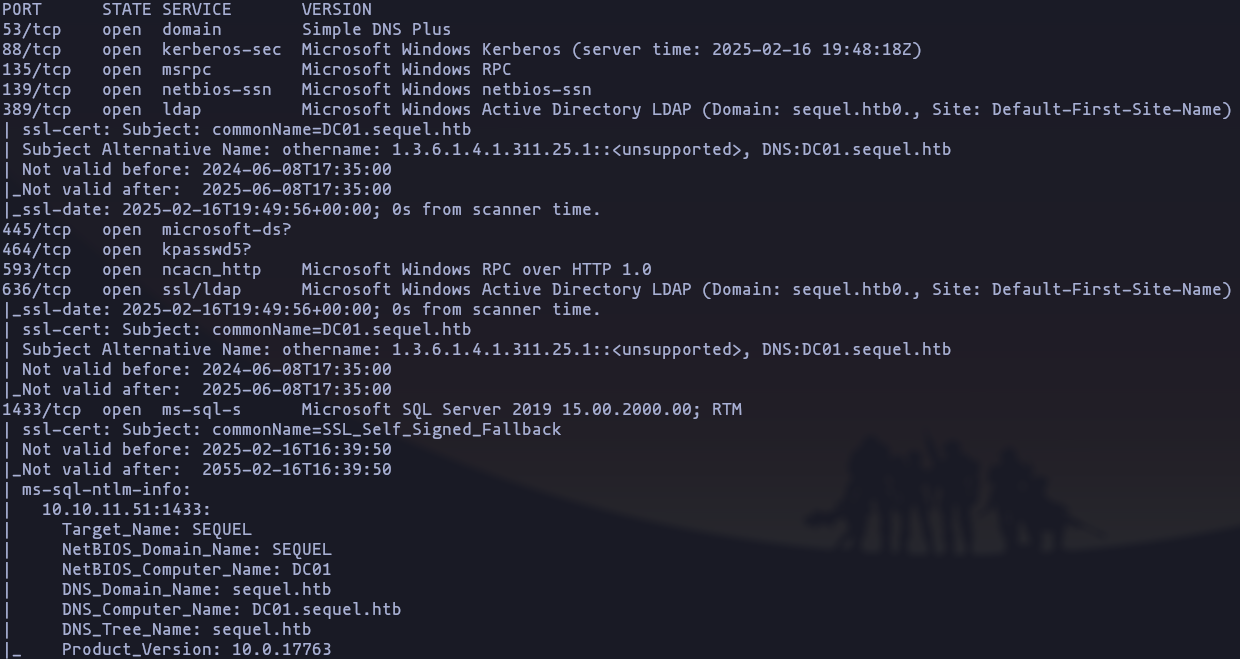 PORT     STATE SERVICE       VERSION
53/tcp   open  domain        Simple DNS Plus
88/tcp   open  kerberos-sec  Microsoft Windows Kerberos (server time: 2025-02-16 19:48:18Z)
135/tcp  open  msrpc         Microsoft Windows RPC
139/tcp  open  netbios-ssn   Microsoft Windows netbios-ssn
389/tcp  open  ldap          Microsoft Windows Active Directory LDAP (Domain: sequel.htb0., Site: Default-First-Site-Name)
| ssl-cert: Subject: commonName=DC01.sequel.htb
| Subject Alternative Name: othername: 1.3.6.1.4.1.311.25.1::<unsupported>, DNS:DC01.sequel.htb
| Not valid before: 2024-06-08T17:35:00
|_Not valid after:  2025-06-08T17:35:00
|_ssl-date: 2025-02-16T19:49:56+00:00; 0s from scanner time.
445/tcp  open  microsoft-ds?
464/tcp  open  kpasswd5?
593/tcp  open  ncacn_http    Microsoft Windows RPC over HTTP 1.0
636/tcp  open  ssl/ldap      Microsoft Windows Active Directory LDAP (Domain: sequel.htb0., Site: Default-First-Site-Name)
|_ssl-date: 2025-02-16T19:49:56+00:00; 0s from scanner time.
| ssl-cert: Subject: commonName=DC01.sequel.htb
| Subject Alternative Name: othername: 1.3.6.1.4.1.311.25.1::<unsupported>, DNS:DC01.sequel.htb
| Not valid before: 2024-06-08T17:35:00
|_Not valid after:  2025-06-08T17:35:00
1433/tcp open  ms-sql-s      Microsoft SQL Server 2019 15.00.2000.00; RTM
| ssl-cert: Subject: commonName=SSL_Self_Signed_Fallback
| Not valid before: 2025-02-16T16:39:50
|_Not valid after:  2055-02-16T16:39:50
| ms-sql-ntlm-info:
|   10.10.11.51:1433:
|     Target_Name: SEQUEL
|     NetBIOS_Domain_Name: SEQUEL
|     NetBIOS_Computer_Name: DC01
|     DNS_Domain_Name: sequel.htb
|     DNS_Computer_Name: DC01.sequel.htb
|     DNS_Tree_Name: sequel.htb
|_    Product_Version: 10.0.17763